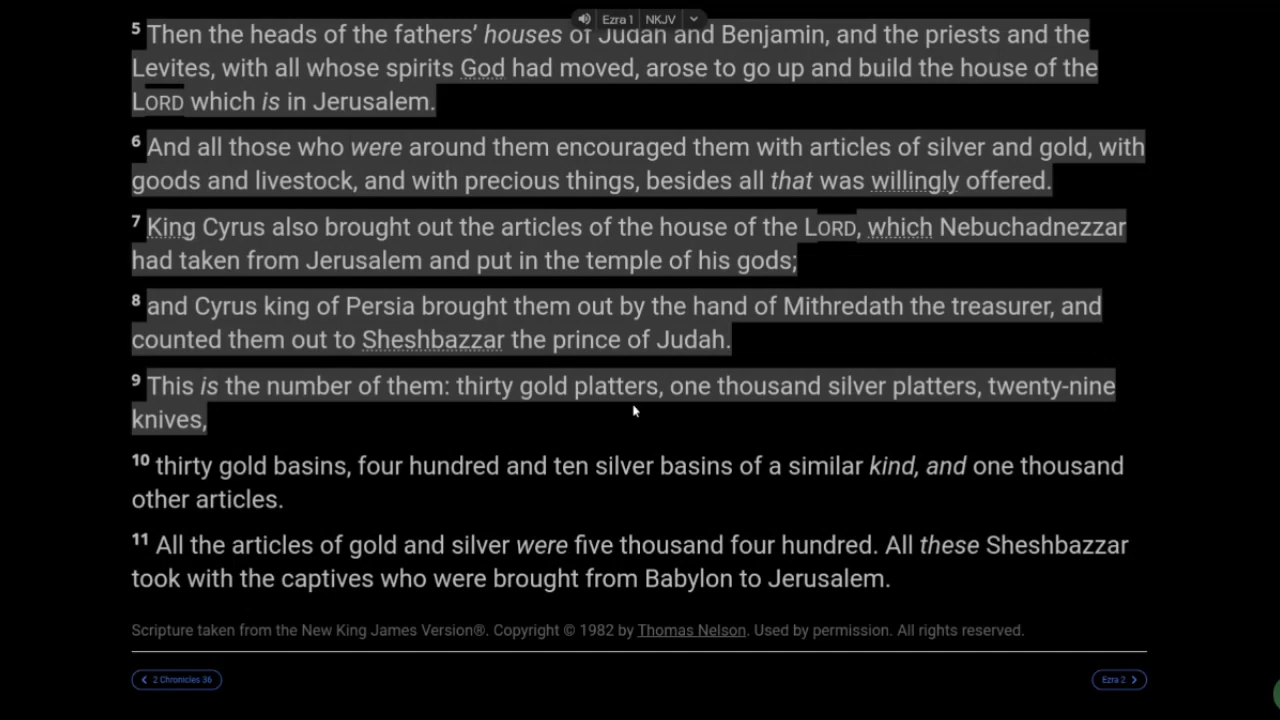 Ezra 1 NKJV
5 Then the heads of the fathers’ houses of Judah and Benjamin, and the priests and the
Levites, with all whose spirits God had moved, arose to go up and build the house of the
LORD which is in Jerusalem.
6 And all those who were around them encouraged them with articles of silver and gold, with
goods and livestock, and with precious things, besides all that was willingly offered.
7 King Cyrus also brought out the articles of the house of the LORD, which Nebuchadnezzar
had taken from Jerusalem and put in the temple of his gods;
8 and Cyrus king of Persia brought them out by the hand of Mithredath the treasurer, and
counted them out to Sheshbazzar the prince of Judah.
9 This is the number of them: thirty gold platters, one thousand silver platters, twenty-nine
knives,
10 thirty gold basins, four hundred and ten silver basins of a similar kind, and one thousand
other articles.
11 All the articles of gold and silver were five thousand four hundred. All these Sheshbazzar
took with the captives who were brought from Babylon to Jerusalem.
Scripture taken from the New King James Version®. Copyright © 1982 by Thomas Nelson. Used by permission. All rights reserved.
2 Chronicles 36
Ezra 2